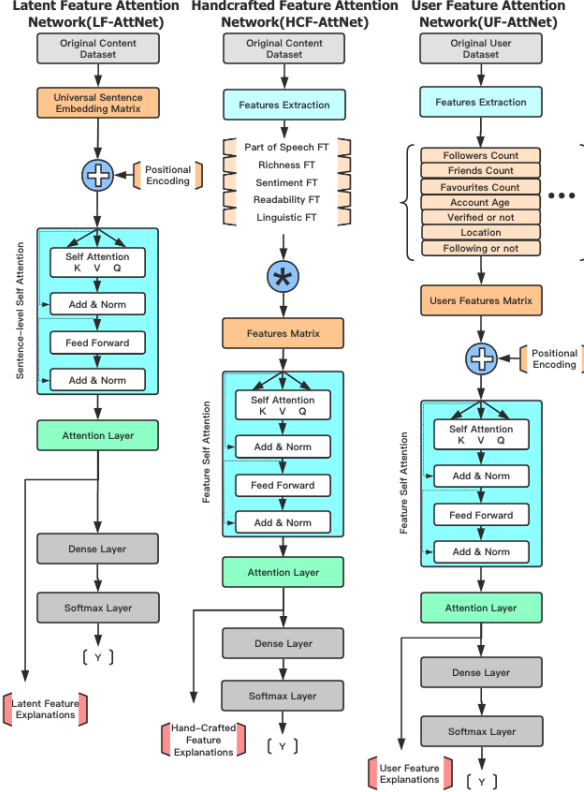 Latent Feature Attention
Network(LF-AttNet)
Original Content
Dataset
Universal Sentence
Embedding Matrix
Positional
Encoding
Sentence-level Self Attention
Self Attention
K V Q
Add & Norm
Feed Forward
Add & Norm
Attention Layer
Dense Layer
Softmax Layer
[ Y ]
Latent Feature
Explanations
Handcrafted Feature Attention
Network(HCF-AttNet)
Original Content
Dataset
Features Extraction
Part of Speech FT
Richness FT
Sentiment FT
Readability FT
Linguistic FT
*
Features Matrix
Feature Self Attention
Self Attention
K V Q
Add & Norm
Feed Forward
Add & Norm
Attention Layer
Dense Layer
Softmax Layer
[ Y ]
Hand-Crafted
Feature
Explanations
User Feature Attention
Network(UF-AttNet)
Original User
Dataset
Features Extraction
Followers Count
Friends Count
Favourites Count
Account Age
Verified or not
Location
Following or not
Users Features Matrix
Positional
Encoding
Feature Self Attention
Self Attention
K V Q
Add & Norm
Feed Forward
Add & Norm
Attention Layer
Dense Layer
Softmax Layer
[ Y ]
User Feature
Explanations